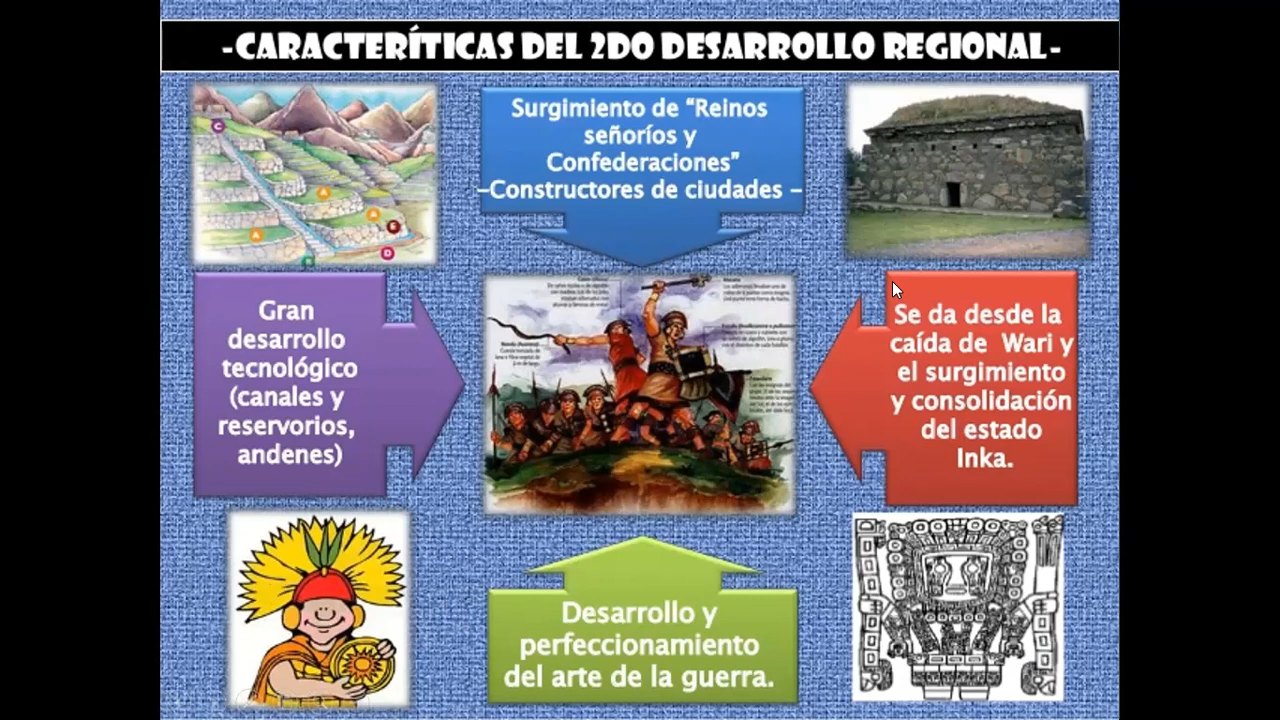 -CARACTERÍTICAS DEL 2DO DESARROLLO REGIONAL-
Surgimiento de “Reinos
señoríos y
Confederaciones”
-Constructores de ciudades -
C
A
A
A
E
D
Gran
desarrollo
tecnológico
(canales y
reservorios,
andenes)
Se da desde la
caída de Wari y
el surgimiento
y consolidación
del estado
Inka.
Desarrollo y
perfeccionamiento
del arte de la guerra.